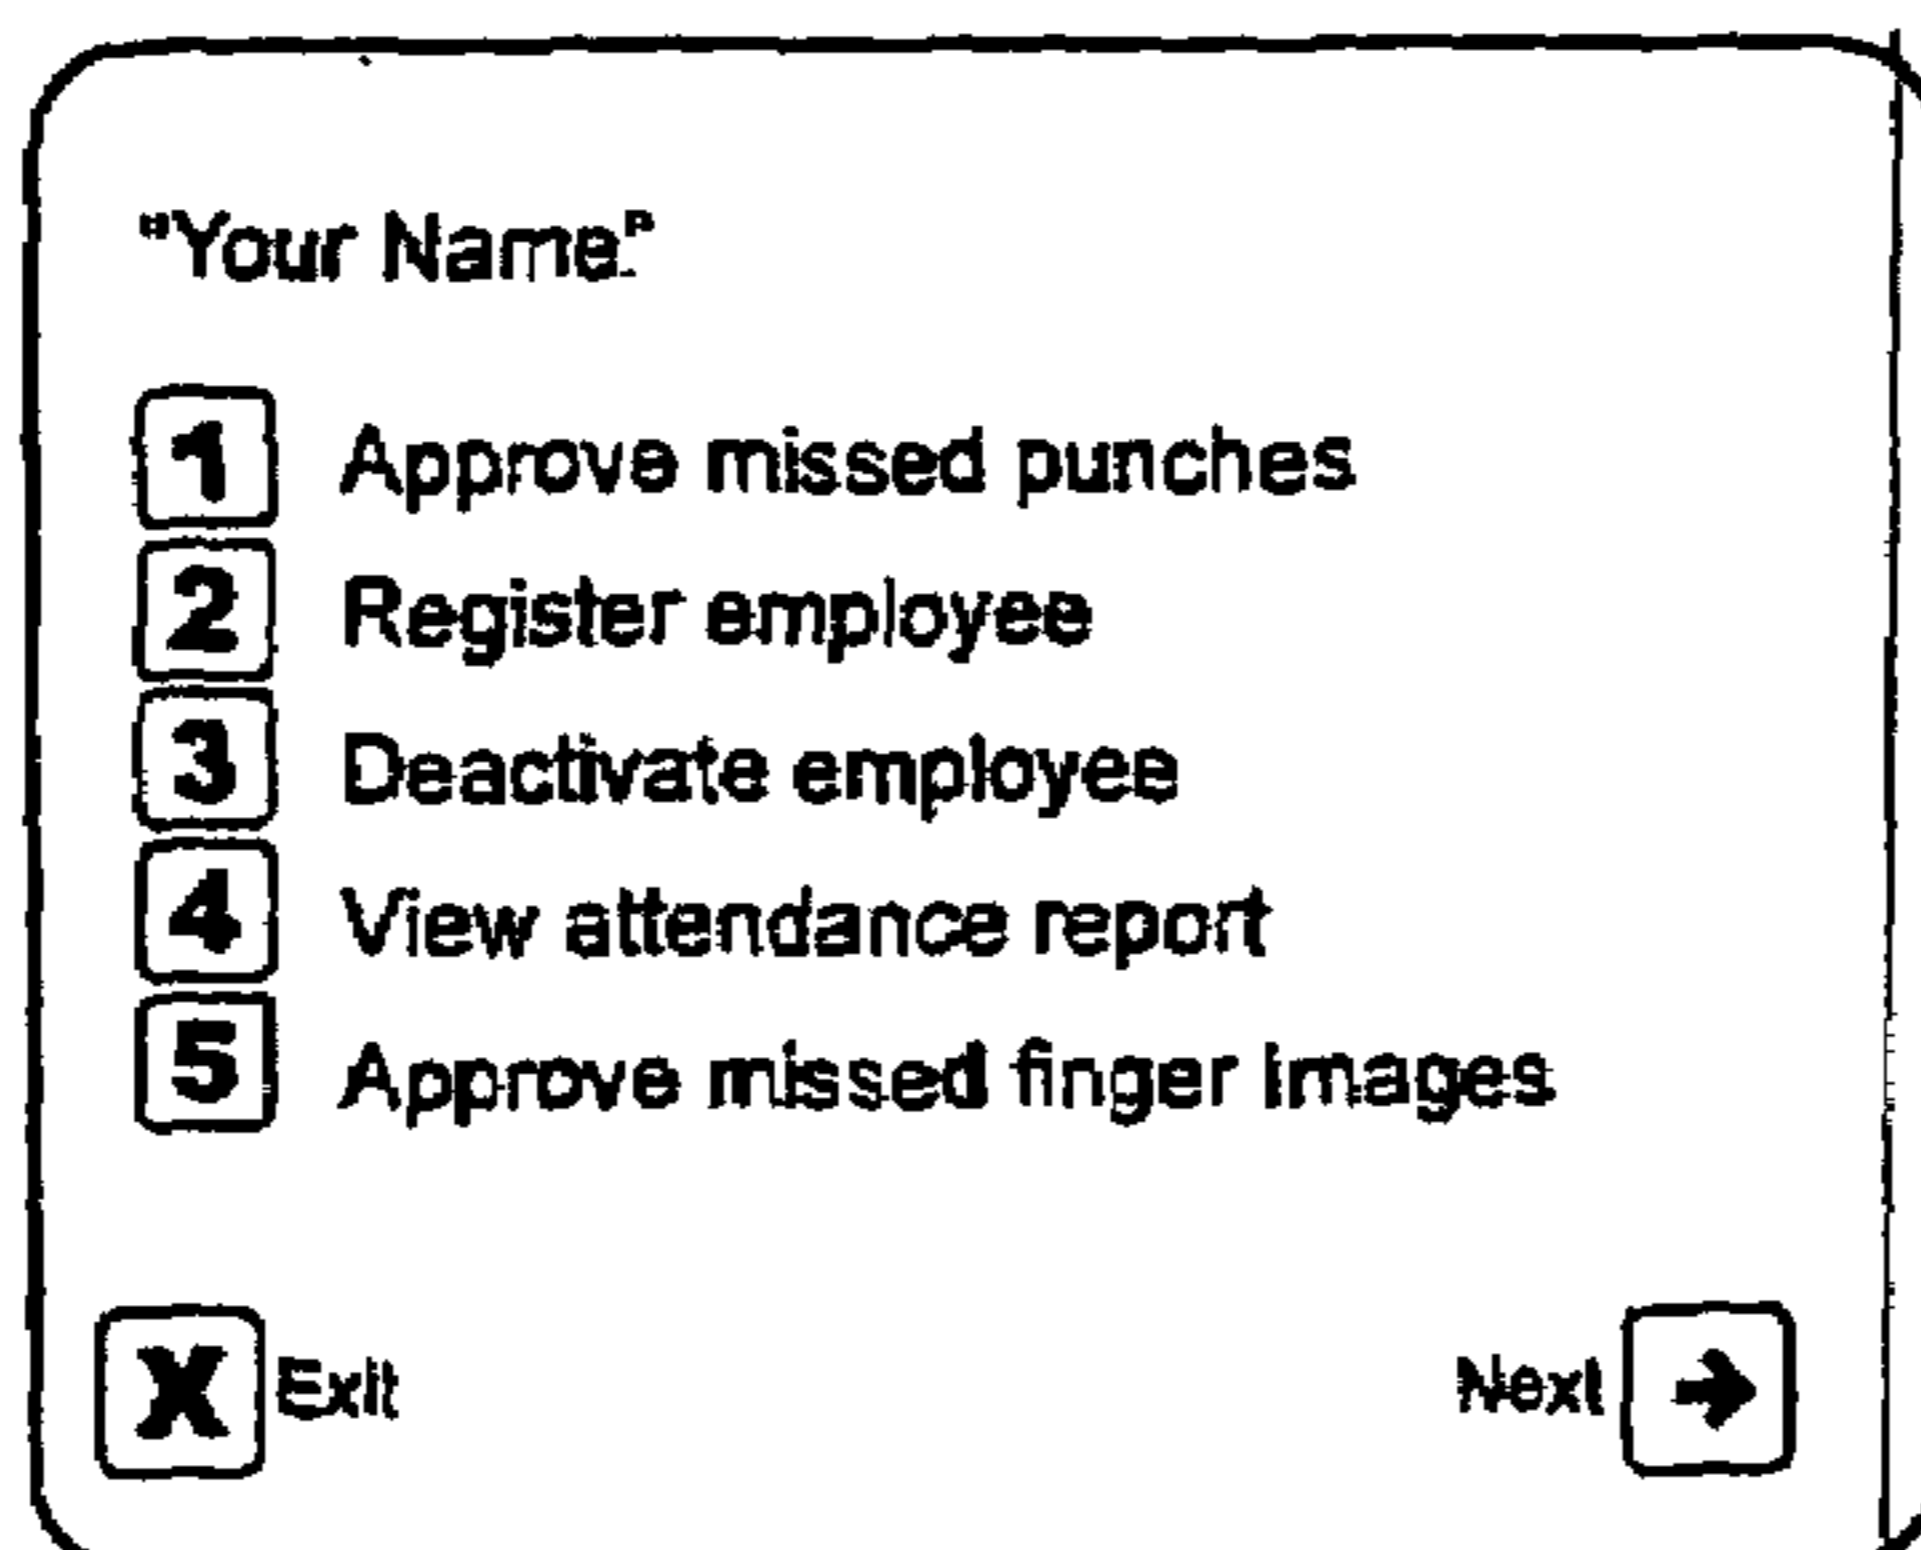 "Your Name"
1 Approve missed punches
2 Register employee
3 Deactivate employee
4 View attendance report
5 Approve missed finger images
X Exit
Next →